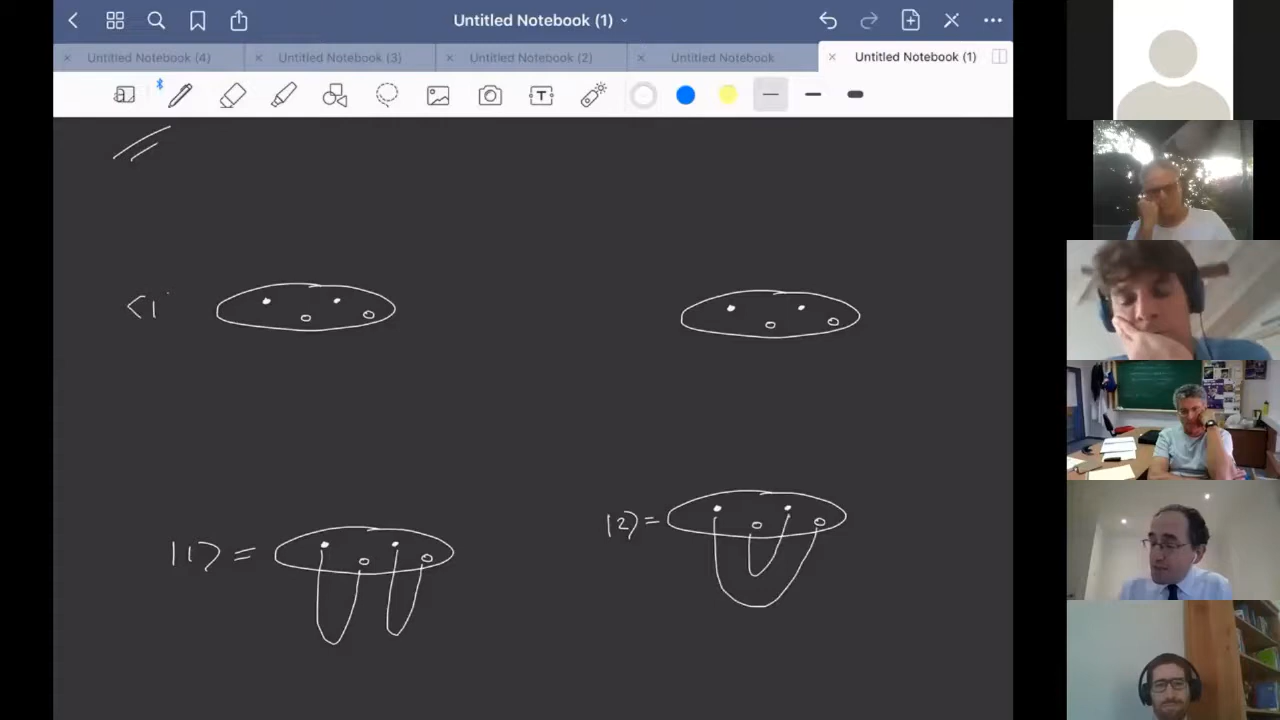 Untitled Notebook (1)
Untitled Notebook (4) Untitled Notebook (3) Untitled Notebook (2) Untitled Notebook Untitled Notebook (1)
T
<1
|2> =
|1> =